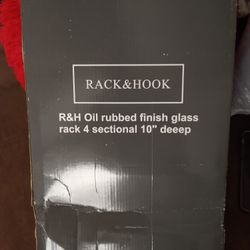 RACK&HOOK
R&H Oil rubbed finish glass
rack 4 sectional 10" deeep